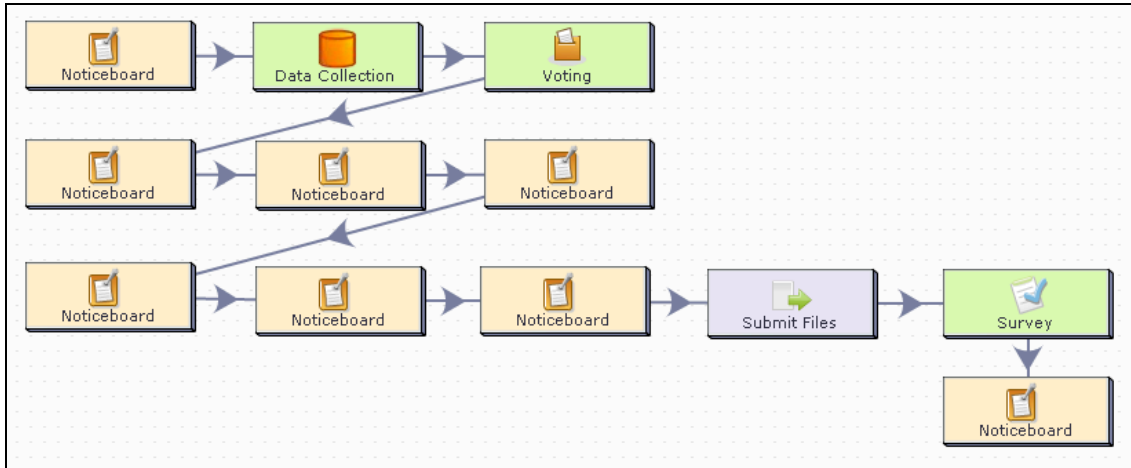 Noticeboard
Data Collection
Voting
Noticeboard
Noticeboard
Noticeboard
Noticeboard
Noticeboard
Noticeboard
Submit Files
Survey
Noticeboard